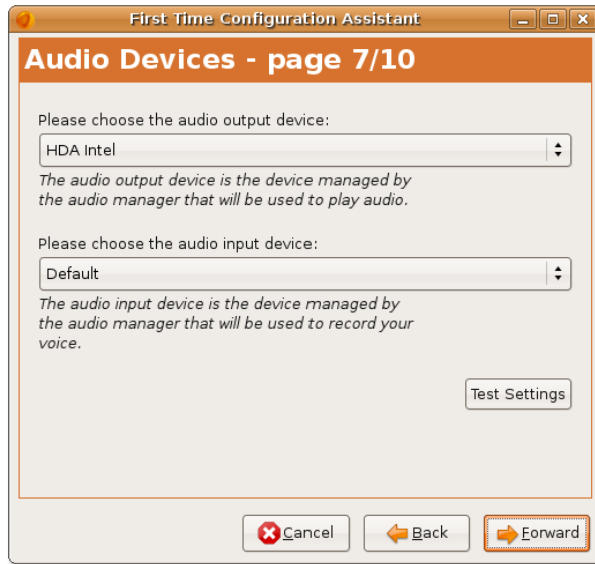 First Time Configuration Assistant
Audio Devices - page 7/10
Please choose the audio output device:
HDA Intel
The audio output device is the device managed by
the audio manager that will be used to play audio.
Please choose the audio input device:
Default
The audio input device is the device managed by
the audio manager that will be used to record your
voice.
Test Settings
Cancel Back Forward